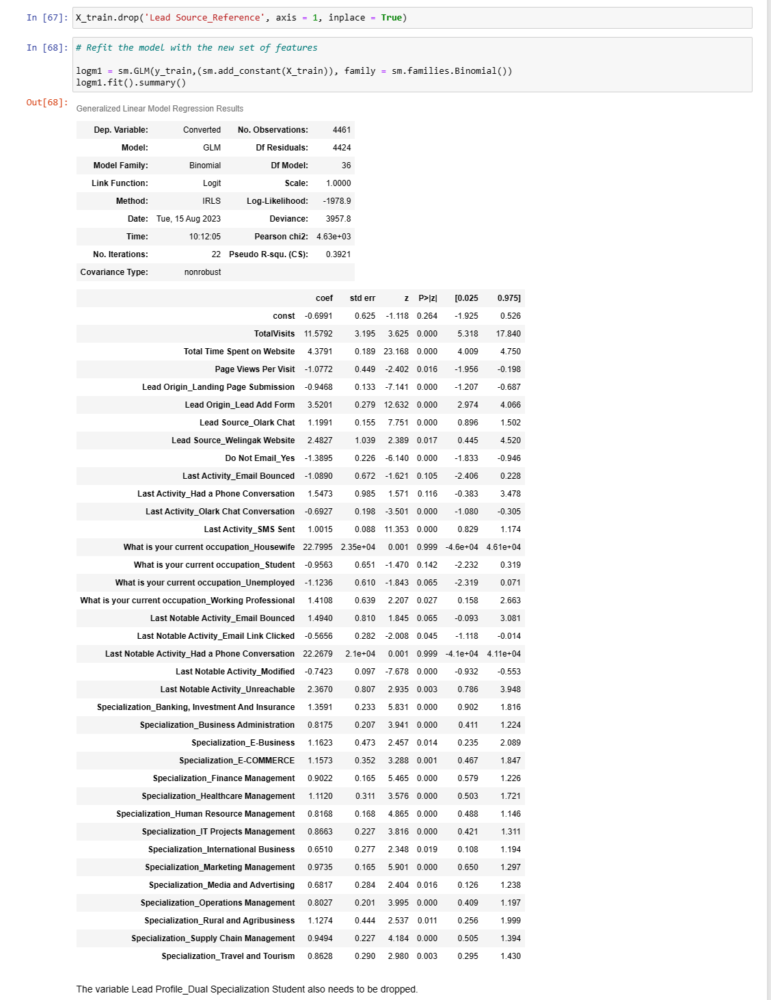 In [67]: X_train.drop('Lead Source_Reference', axis = 1, inplace = True)
In [68]: # Refit the model with the new set of features
logm1 = sm.GLM(y_train,(sm.add_constant(X_train)), family = sm.families.Binomial())
logm1.fit().summary()
Out[68]:
Generalized Linear Model Regression Results
Dep. Variable: Converted No. Observations: 4461
Model: GLM Df Residuals: 4424
Model Family: Binomial Df Model: 36
Link Function: Logit Scale: 1.0000
Method: IRLS Log-Likelihood: -1978.9
Date: Tue, 15 Aug 2023 Deviance: 3957.8
Time: 10:12:05 Pearson chi2: 4.63e+03
No. Iterations: 22 Pseudo R-squ. (CS): 0.3921
Covariance Type: nonrobust
coef std err z P>|z| [0.025 0.975]
const -0.6991 0.625 -1.118 0.264 -1.925 0.526
TotalVisits 11.5792 3.195 3.625 0.000 5.318 17.840
Total Time Spent on Website 4.3791 0.189 23.168 0.000 4.009 4.750
Page Views Per Visit -1.0772 0.449 -2.402 0.016 -1.956 -0.198
Lead Origin_Landing Page Submission -0.9468 0.133 -7.141 0.000 -1.207 -0.687
Lead Origin_Lead Add Form 3.5201 0.279 12.632 0.000 2.974 4.066
Lead Source_Olark Chat 1.1991 0.155 7.751 0.000 0.896 1.502
Lead Source_Welingak Website 2.4827 1.039 2.389 0.017 0.445 4.520
Do Not Email_Yes -1.3895 0.226 -6.140 0.000 -1.833 -0.946
Last Activity_Email Bounced -1.0890 0.672 -1.621 0.105 -2.406 0.228
Last Activity_Had a Phone Conversation 1.5473 0.985 1.571 0.116 -0.383 3.478
Last Activity_Olark Chat Conversation -0.6927 0.198 -3.501 0.000 -1.080 -0.305
Last Activity_SMS Sent 1.0015 0.088 11.353 0.000 0.829 1.174
What is your current occupation_Housewife 22.7995 2.35e+04 0.001 0.999 -4.6e+04 4.61e+04
What is your current occupation_Student -0.9563 0.651 -1.470 0.142 -2.232 0.319
What is your current occupation_Unemployed -1.1236 0.610 -1.843 0.065 -2.319 0.071
What is your current occupation_Working Professional 1.4108 0.639 2.207 0.027 0.158 2.663
Last Notable Activity_Email Bounced 1.4940 0.810 1.845 0.065 -0.093 3.081
Last Notable Activity_Email Link Clicked -0.5656 0.282 -2.008 0.045 -1.118 -0.014
Last Notable Activity_Had a Phone Conversation 22.2679 2.1e+04 0.001 0.999 -4.1e+04 4.11e+04
Last Notable Activity_Modified -0.7423 0.097 -7.678 0.000 -0.932 -0.553
Last Notable Activity_Unreachable 2.3670 0.807 2.935 0.003 0.786 3.948
Specialization_Banking, Investment And Insurance 1.3591 0.233 5.831 0.000 0.902 1.816
Specialization_Business Administration 0.8175 0.207 3.941 0.000 0.411 1.224
Specialization_E-Business 1.1623 0.473 2.457 0.014 0.235 2.089
Specialization_E-COMMERCE 1.1573 0.352 3.288 0.001 0.467 1.847
Specialization_Finance Management 0.9022 0.165 5.465 0.000 0.579 1.226
Specialization_Healthcare Management 1.1120 0.311 3.576 0.000 0.503 1.721
Specialization_Human Resource Management 0.8168 0.168 4.865 0.000 0.488 1.146
Specialization_IT Projects Management 0.8663 0.227 3.816 0.000 0.421 1.311
Specialization_International Business 0.6510 0.277 2.348 0.019 0.108 1.194
Specialization_Marketing Management 0.9735 0.165 5.901 0.000 0.650 1.297
Specialization_Media and Advertising 0.6817 0.284 2.404 0.016 0.126 1.238
Specialization_Operations Management 0.8027 0.201 3.995 0.000 0.409 1.197
Specialization_Rural and Agribusiness 1.1274 0.444 2.537 0.011 0.256 1.999
Specialization_Supply Chain Management 0.9494 0.227 4.184 0.000 0.505 1.394
Specialization_Travel and Tourism 0.8628 0.290 2.980 0.003 0.295 1.430
The variable Lead Profile_Dual Specialization Student also needs to be dropped.